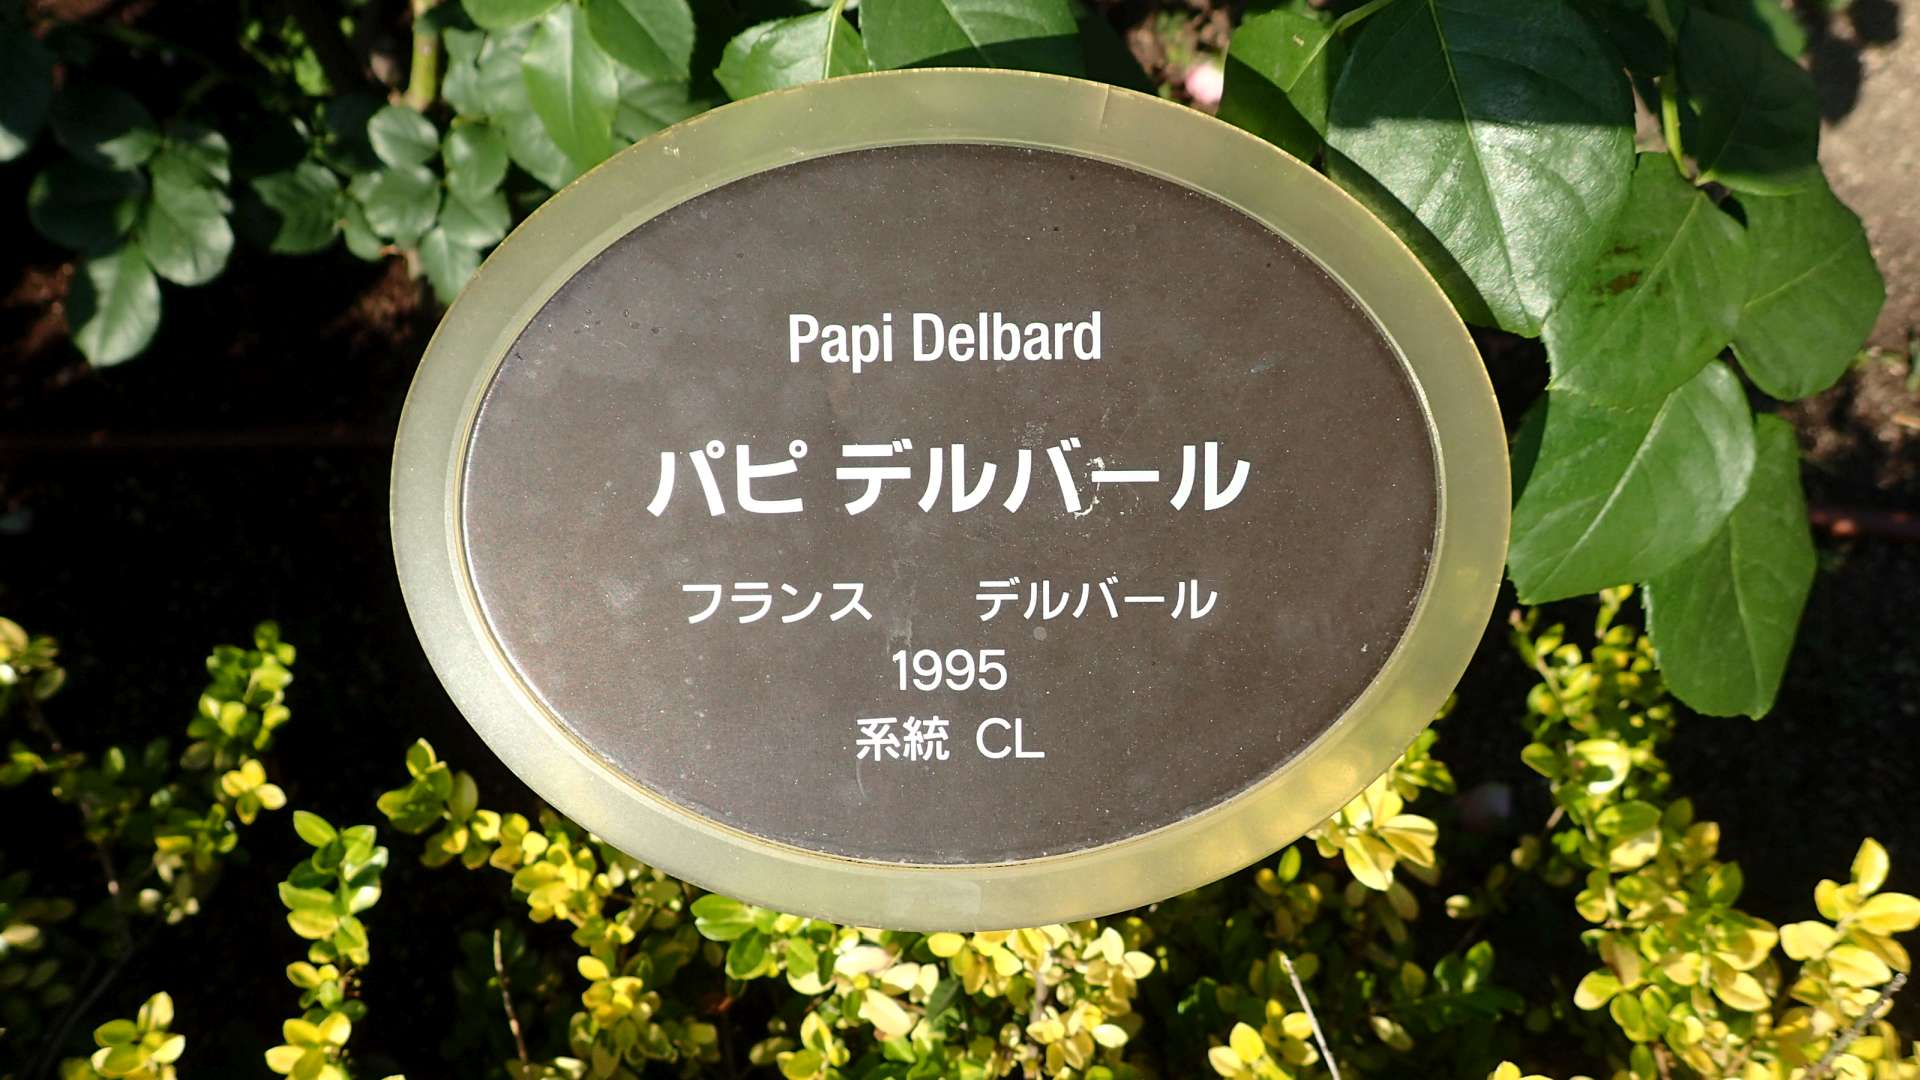 Papi Delbard
パピ デルバール
フランス デルバール
1995
系統 CL